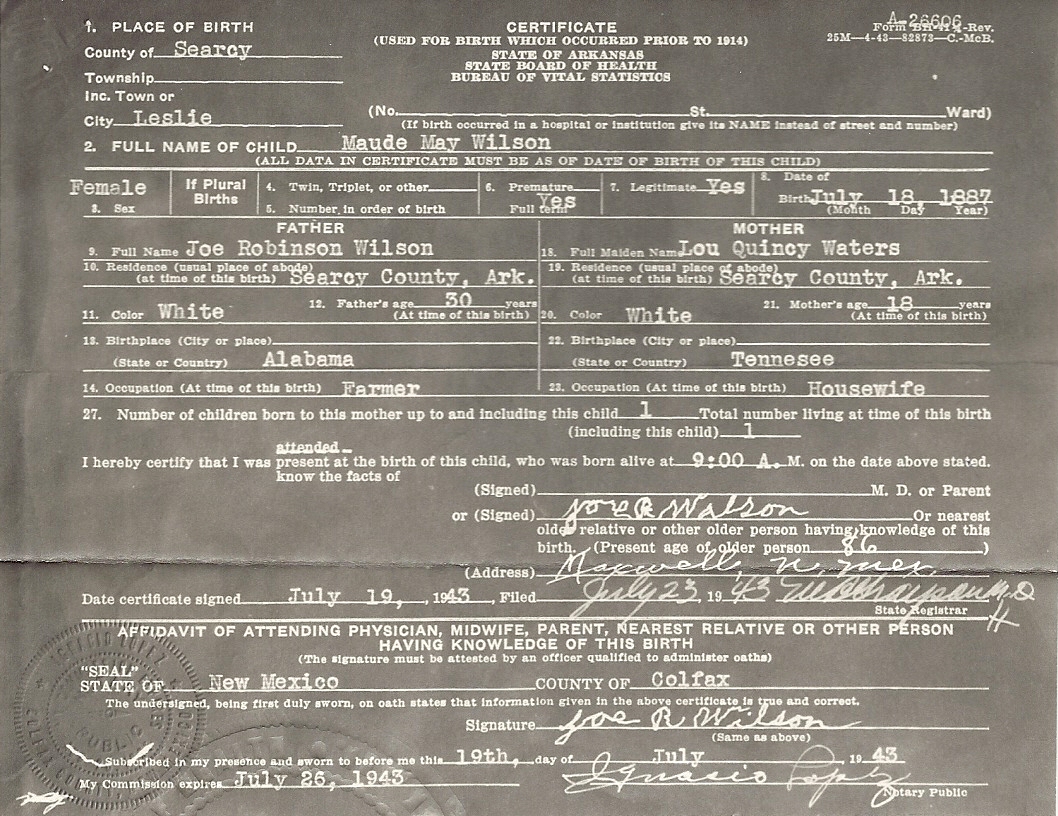 1. PLACE OF BIRTH
County of Searcy
Township
Inc. Town or
City Leslie
CERTIFICATE
(USED FOR BIRTH WHICH OCCURRED PRIOR TO 1914)
STATE OF ARKANSAS
STATE BOARD OF HEALTH
BUREAU OF VITAL STATISTICS
A-26606
Form -Rev.
25M—4-43—82873—C.-McB.
(No. St. Ward)
(If birth occurred in a hospital or institution give its NAME instead of street and number)
2. FULL NAME OF CHILD Maude May Wilson
(ALL DATA IN CERTIFICATE MUST BE AS OF DATE OF BIRTH OF THIS CHILD)
Female
3. Sex
If Plural
Births
4. Twin, Triplet, or other
5. Number, in order of birth
6. Premature
Full term Yes
7. Legitimate Yes
8. Date of
Birth July 18, 1887
(Month Day Year)
FATHER
9. Full Name Joe Robinson Wilson
10. Residence (usual place of abode)
(at time of this birth) Searcy County, Ark.
11. Color White
12. Father's age 30 years
(At time of this birth)
13. Birthplace (City or place)
(State or Country) Alabama
14. Occupation (At time of this birth) Farmer
MOTHER
18. Full Maiden Name Lou Quincy Waters
19. Residence (usual place of abode)
(at time of this birth) Searcy County, Ark.
20. Color White
21. Mother's age 18 years
(At time of this birth)
22. Birthplace (City or place)
(State or Country) Tennesee
23. Occupation (At time of this birth) Housewife
27. Number of children born to this mother up to and including this child 1 Total number living at time of this birth
(including this child) 1
attended
I hereby certify that I was present at the birth of this child, who was born alive at 9:00 A. M. on the date above stated.
know the facts of
(Signed) M. D. or Parent
or (Signed) Joe R Wilson Or nearest
older relative or other older person having knowledge of this
birth. (Present age of older person 86 )
(Address) Maxwell, N. Mex
Date certificate signed July 19, 1943, Filed July 23, 1943 M.D.
State Registrar
AFFIDAVIT OF ATTENDING PHYSICIAN, MIDWIFE, PARENT, NEAREST RELATIVE OR OTHER PERSON
HAVING KNOWLEDGE OF THIS BIRTH
(The signature must be attested by an officer qualified to administer oaths)
"SEAL"
STATE OF New Mexico COUNTY OF Colfax
The undersigned, being first duly sworn, on oath states that information given in the above certificate is true and correct.
Signature Joe R Wilson
(Same as above)
Subscribed in my presence and sworn to before me this 19th, day of July 1943
My Commission expires July 26, 1943 Ignacio Lopez
Notary Public